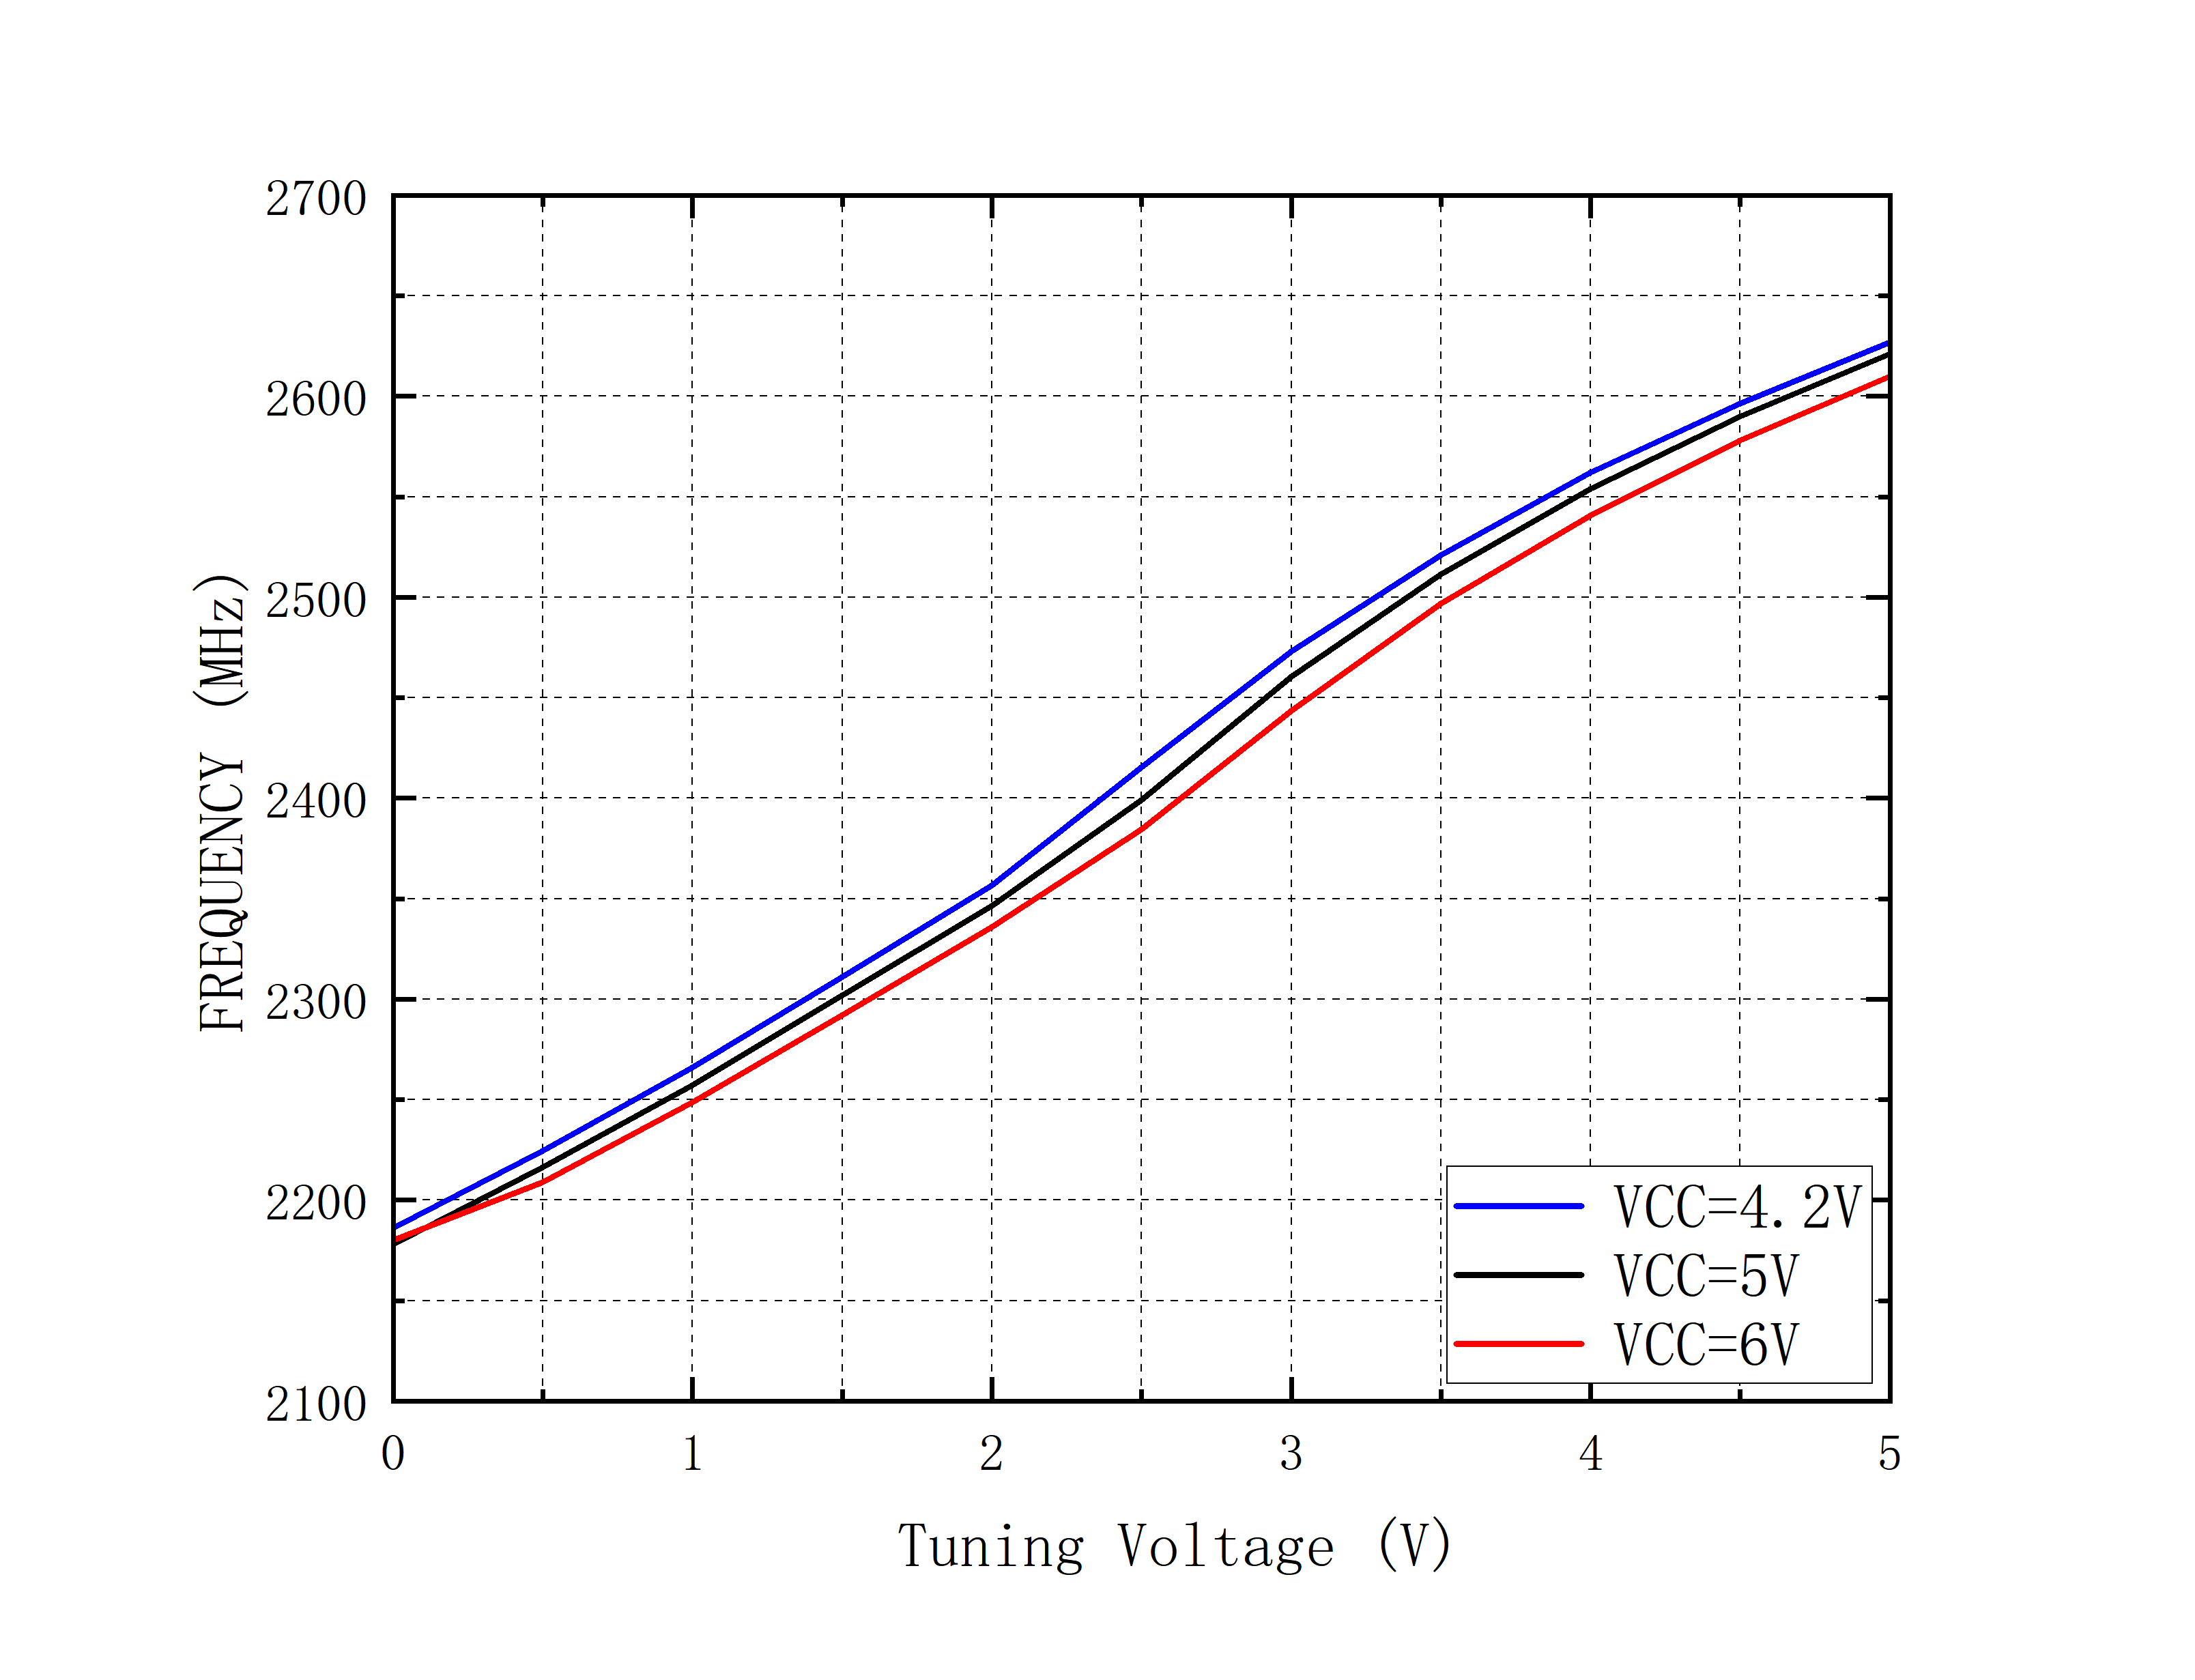 2700
2600
2500
2400
2300
2200
2100
FREQUENCY (MHz)
0 1 2 3 4 5
Tuning Voltage (V)
VCC=4.2V
VCC=5V
VCC=6V